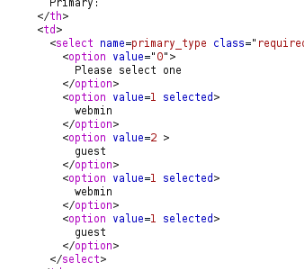 Primary:
</th>
<td>
<select name=primary_type class="require
<option value="0">
Please select one
</option>
<option value=1 selected>
webmin
</option>
<option value=2 >
guest
</option>
<option value=1 selected>
webmin
</option>
<option value=1 selected>
guest
</option>
</select>